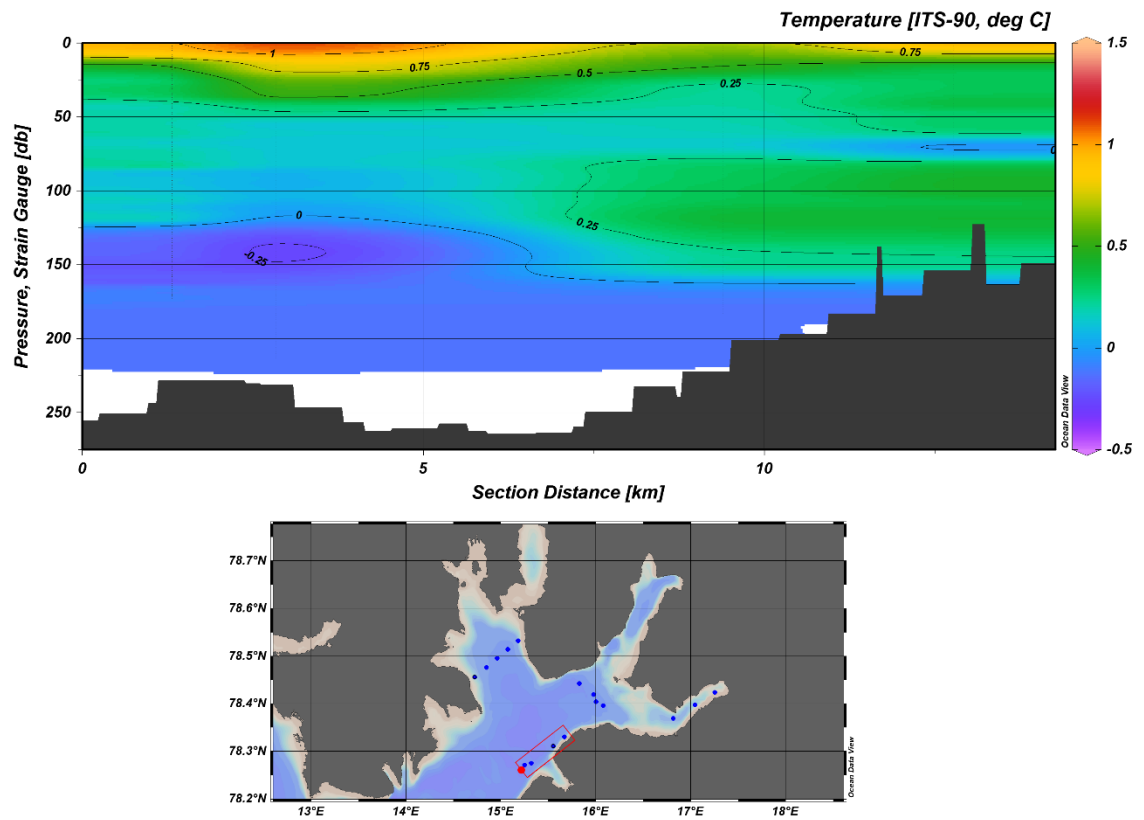 Temperature [ITS-90, deg C]
Pressure, Strain Gauge [db]
0
50
100
150
200
250
1
0.75
0.5
0.25
0.75
0
0.25
0
-0.25
0
5
10
Section Distance [km]
1.5
1
0.5
0
-0.5
Ocean Data View
78.7°N
78.6°N
78.5°N
78.4°N
78.3°N
78.2°N
13°E
14°E
15°E
16°E
17°E
18°E
Ocean Data View